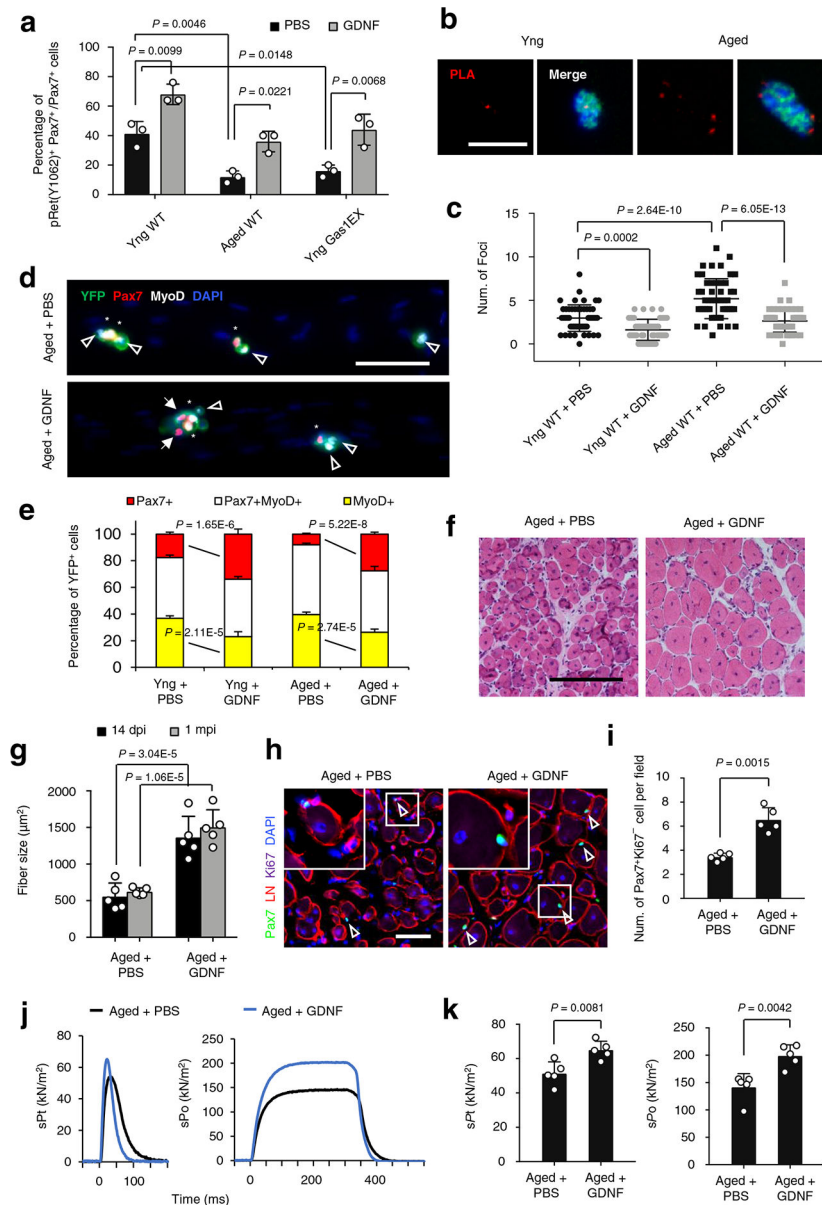 a
PBS GDNF
P = 0.0046
P = 0.0148
P = 0.0099
P = 0.0068
P = 0.0221
Percentage of
pRet(Y1062)⁺ Pax7⁺ /Pax7⁺ cells
100
80
60
40
20
0
Yng WT
Aged WT
Yng Gas1EX
b
Yng Aged
PLA Merge
c
P = 2.64E-10
P = 6.05E-13
P = 0.0002
Num. of Foci
15
10
5
0
Yng WT + PBS
Yng WT + GDNF
Aged WT + PBS
Aged WT + GDNF
d
YFP Pax7 MyoD DAPI
Aged + PBS
* * * *
Aged + GDNF
* * *
e
Pax7+ Pax7+MyoD+ MyoD+
P = 1.65E-6
P = 5.22E-8
P = 2.11E-5
P = 2.74E-5
Percentage of YFP⁺ cells
100
80
60
40
20
0
Yng +
PBS
Yng +
GDNF
Aged +
PBS
Aged +
GDNF
f
Aged + PBS Aged + GDNF
g
14 dpi 1 mpi
P = 3.04E-5
P = 1.06E-5
Fiber size (µm²)
2000
1500
1000
500
0
Aged +
PBS
Aged +
GDNF
h
Aged + PBS Aged + GDNF
Pax7 LN Ki67 DAPI
i
P = 0.0015
Num. of Pax7⁺Ki67⁻ cell per field
10
8
6
4
2
0
Aged +
PBS
Aged +
GDNF
j
Aged + PBS Aged + GDNF
sPt (kN/m²)
80
60
40
20
0
0 50 100
sPo (kN/m²)
250
200
150
100
50
0
0 200 400
Time (ms)
k
P = 0.0081
sPt (kN/m²)
100
80
60
40
20
0
Aged +
PBS
Aged +
GDNF
P = 0.0042
sPo (kN/m²)
250
200
150
100
50
0
Aged +
PBS
Aged +
GDNF